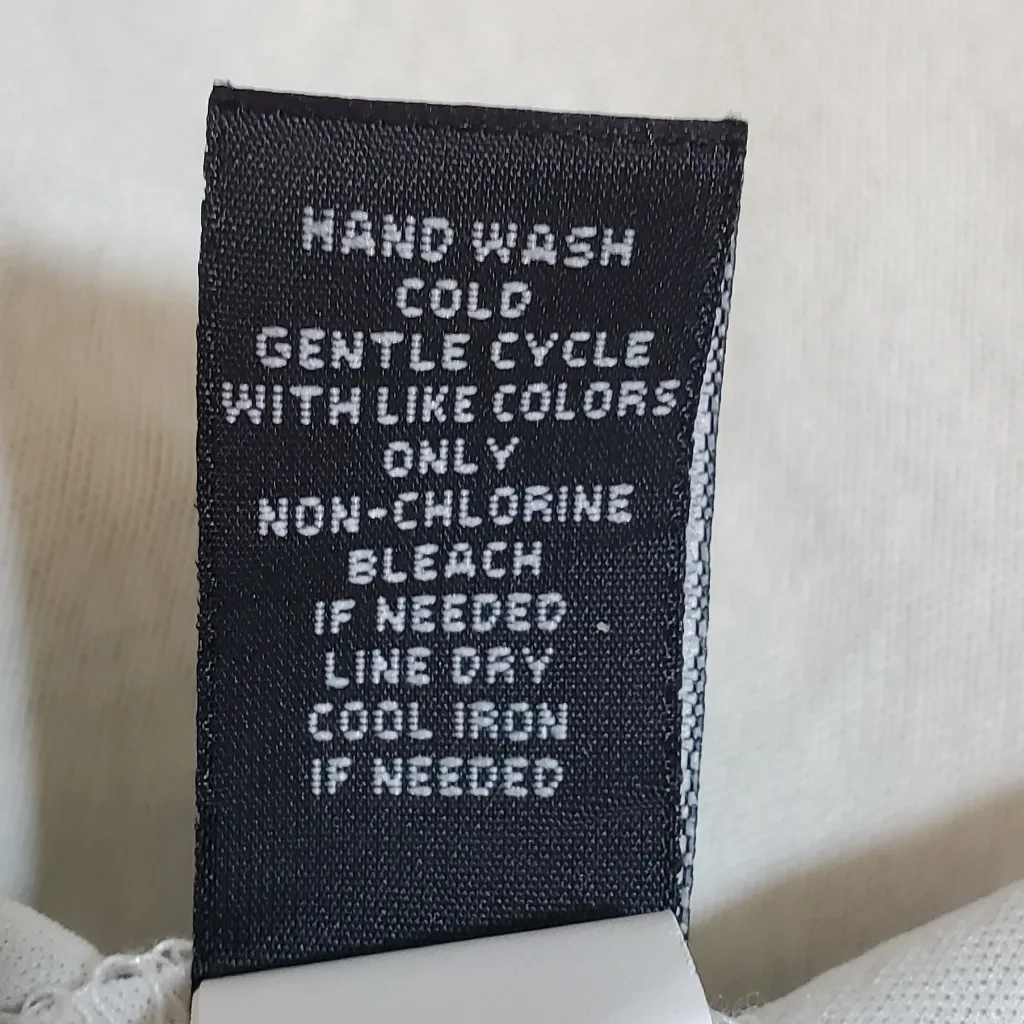 HAND WASH
COLD
GENTLE CYCLE
WITH LIKE COLORS
ONLY
NON-CHLORINE
BLEACH
IF NEEDED
LINE DRY
COOL IRON
IF NEEDED